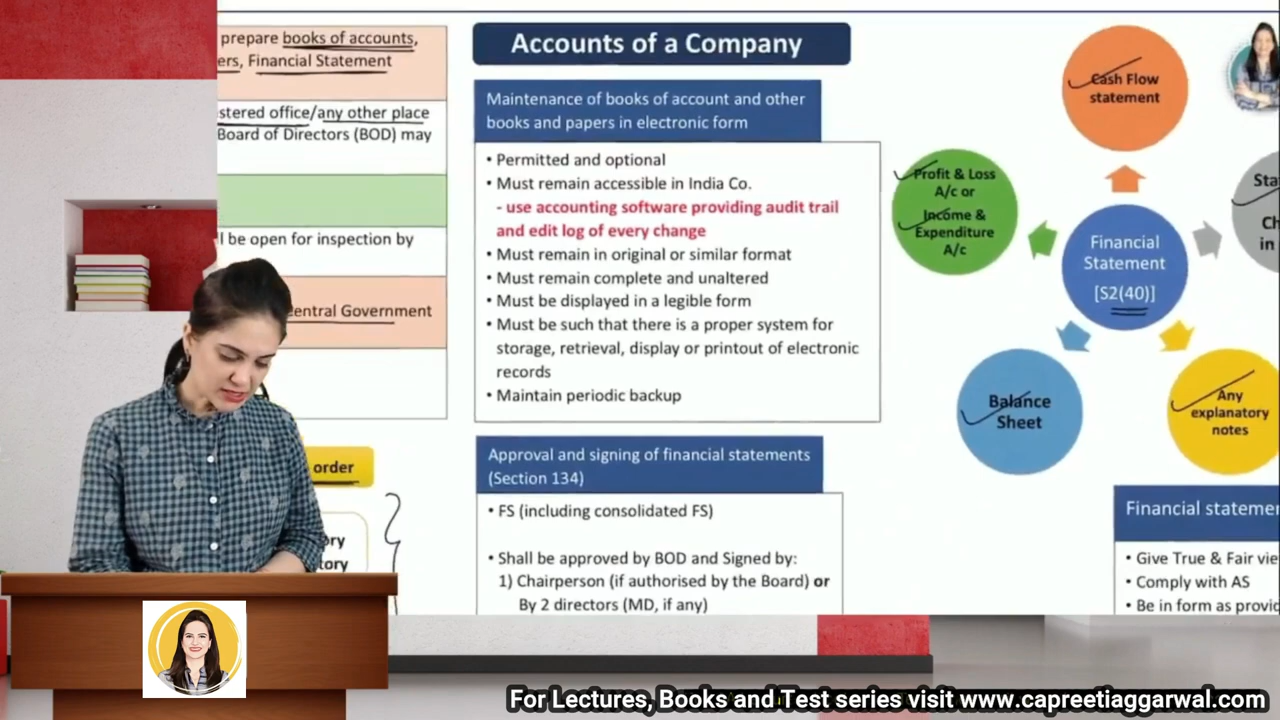 prepare books of accounts,
ers, Financial Statement
stered office/any other place
Board of Directors (BOD) may
l be open for inspection by
entral Government
order
ory
tory
Accounts of a Company
Maintenance of books of account and other
books and papers in electronic form
• Permitted and optional
• Must remain accessible in India Co.
- use accounting software providing audit trail
and edit log of every change
• Must remain in original or similar format
• Must remain complete and unaltered
• Must be displayed in a legible form
• Must be such that there is a proper system for
storage, retrieval, display or printout of electronic
records
• Maintain periodic backup
Approval and signing of financial statements
(Section 134)
• FS (including consolidated FS)
• Shall be approved by BOD and Signed by:
1) Chairperson (if authorised by the Board) or
By 2 directors (MD, if any)
Cash Flow
statement
Profit & Loss
A/c or
Income &
Expenditure
A/c
Financial
Statement
[S2(40)]
Sta
Ch
in
Balance
Sheet
Any
explanatory
notes
Financial stateme
• Give True & Fair vie
• Comply with AS
• Be in form as provi
For Lectures, Books and Test series visit www.capreetiaggarwal.com